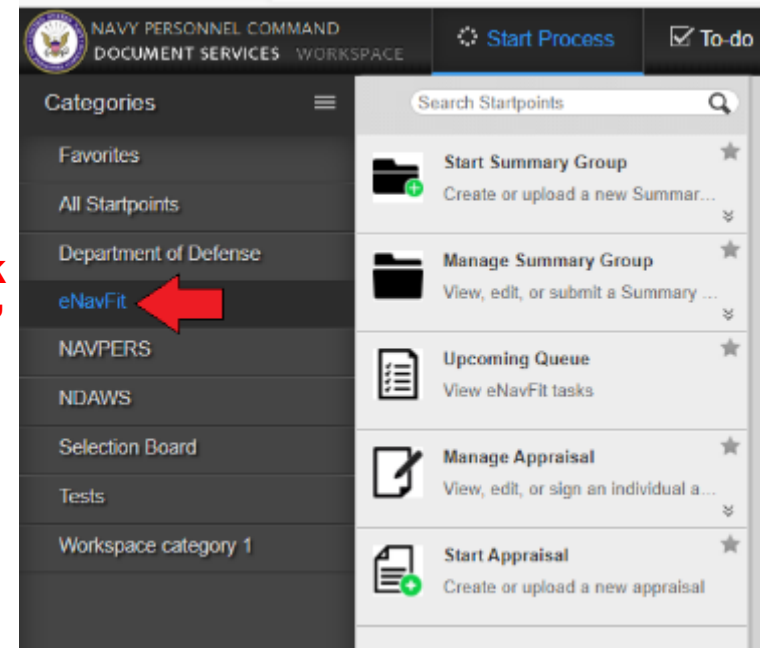 NAVY PERSONNEL COMMAND
DOCUMENT SERVICES WORKSPACE
Start Process
To-do
Categories
Search Startpoints
Favorites
All Startpoints
Department of Defense
eNavFit
NAVPERS
NDAWS
Selection Board
Tests
Workspace category 1
Start Summary Group
Create or upload a new Summar...
Manage Summary Group
View, edit, or submit a Summary ...
Upcoming Queue
View eNavFit tasks
Manage Appraisal
View, edit, or sign an individual a...
Start Appraisal
Create or upload a new appraisal